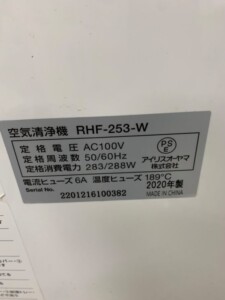 空気清浄機 RHF-253-W
定格電圧 AC100V
定格周波数 50/60Hz
定格消費電力 283/288W
PS
E
アイリスオーヤマ
株式会社
電流ヒューズ 6A 温度ヒューズ 189℃
Serial No.
2201216100382
2020年製
MADE IN CHINA